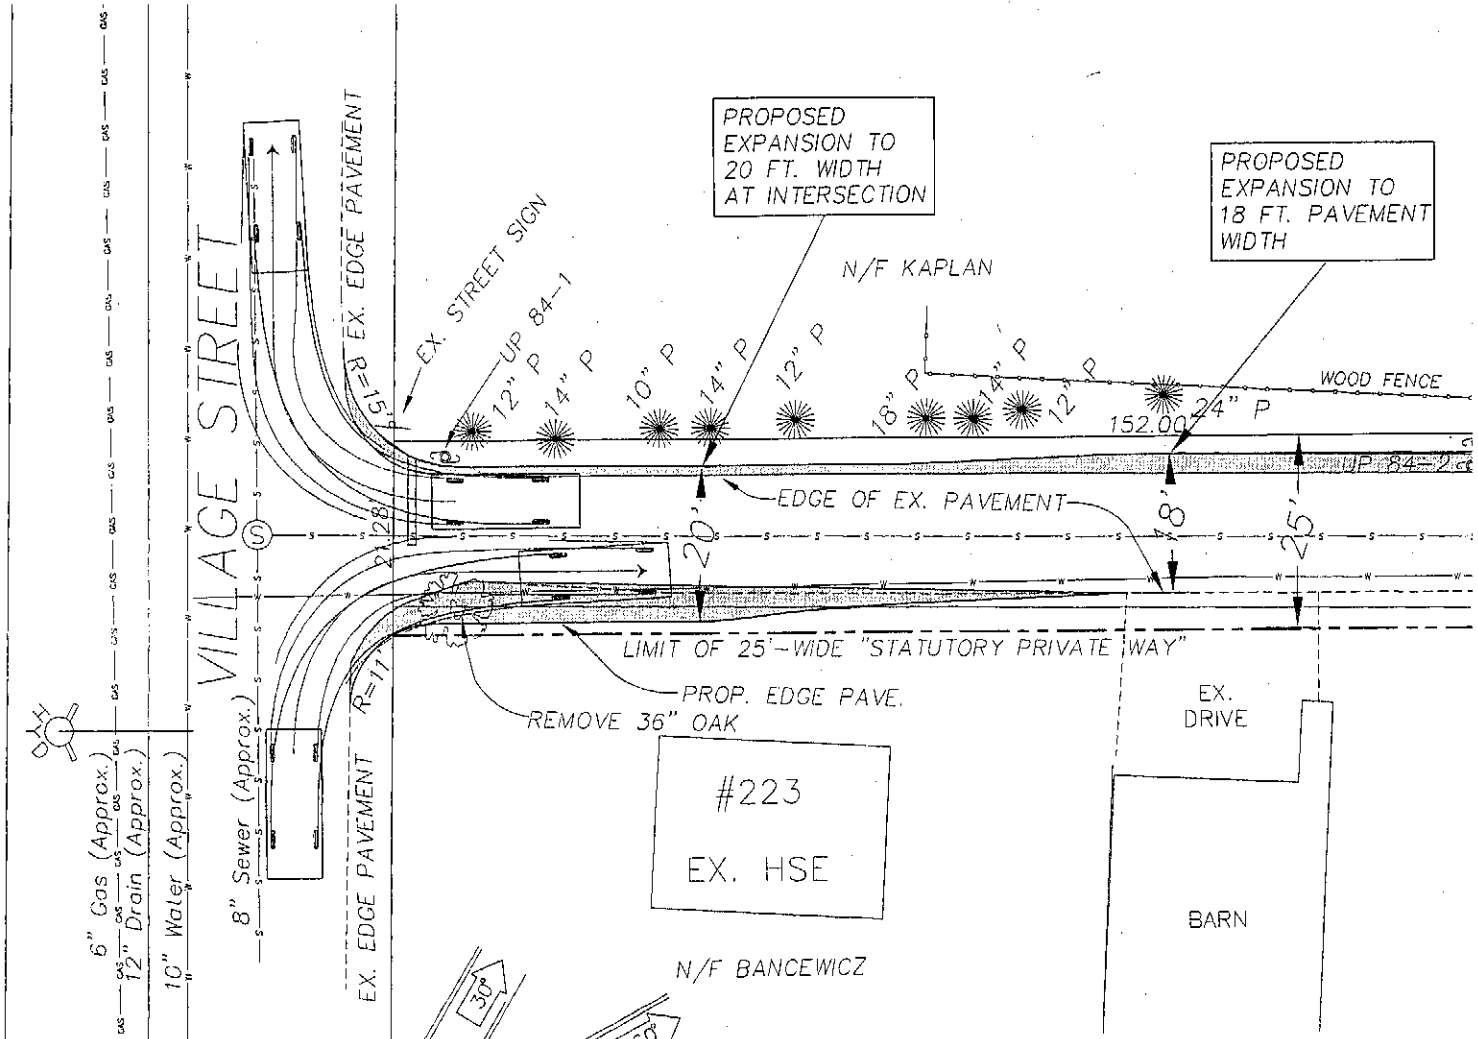 PROPOSED
EXPANSION TO
20 FT. WIDTH
AT INTERSECTION
PROPOSED
EXPANSION TO
18 FT. PAVEMENT
WIDTH
N/F KAPLAN
EX. EDGE PAVEMENT
R=15'
EX. STREET SIGN
UP 84-1
12" P
14" P
10" P
14" P
12" P
18" P
14" P
12" P
24" P
WOOD FENCE
152.00
UP 84-2
VILLAGE STREET
EDGE OF EX. PAVEMENT
20'
18'
25'
21.28
S
LIMIT OF 25'-WIDE "STATUTORY PRIVATE WAY"
PROP. EDGE PAVE.
REMOVE 36" OAK
R=11'
EX.
DRIVE
HYD
#223
EX. HSE
BARN
N/F BANCEWICZ
6" Gas (Approx.)
12" Drain (Approx.)
10" Water (Approx.)
8" Sewer (Approx.)
EX. EDGE PAVEMENT
30°